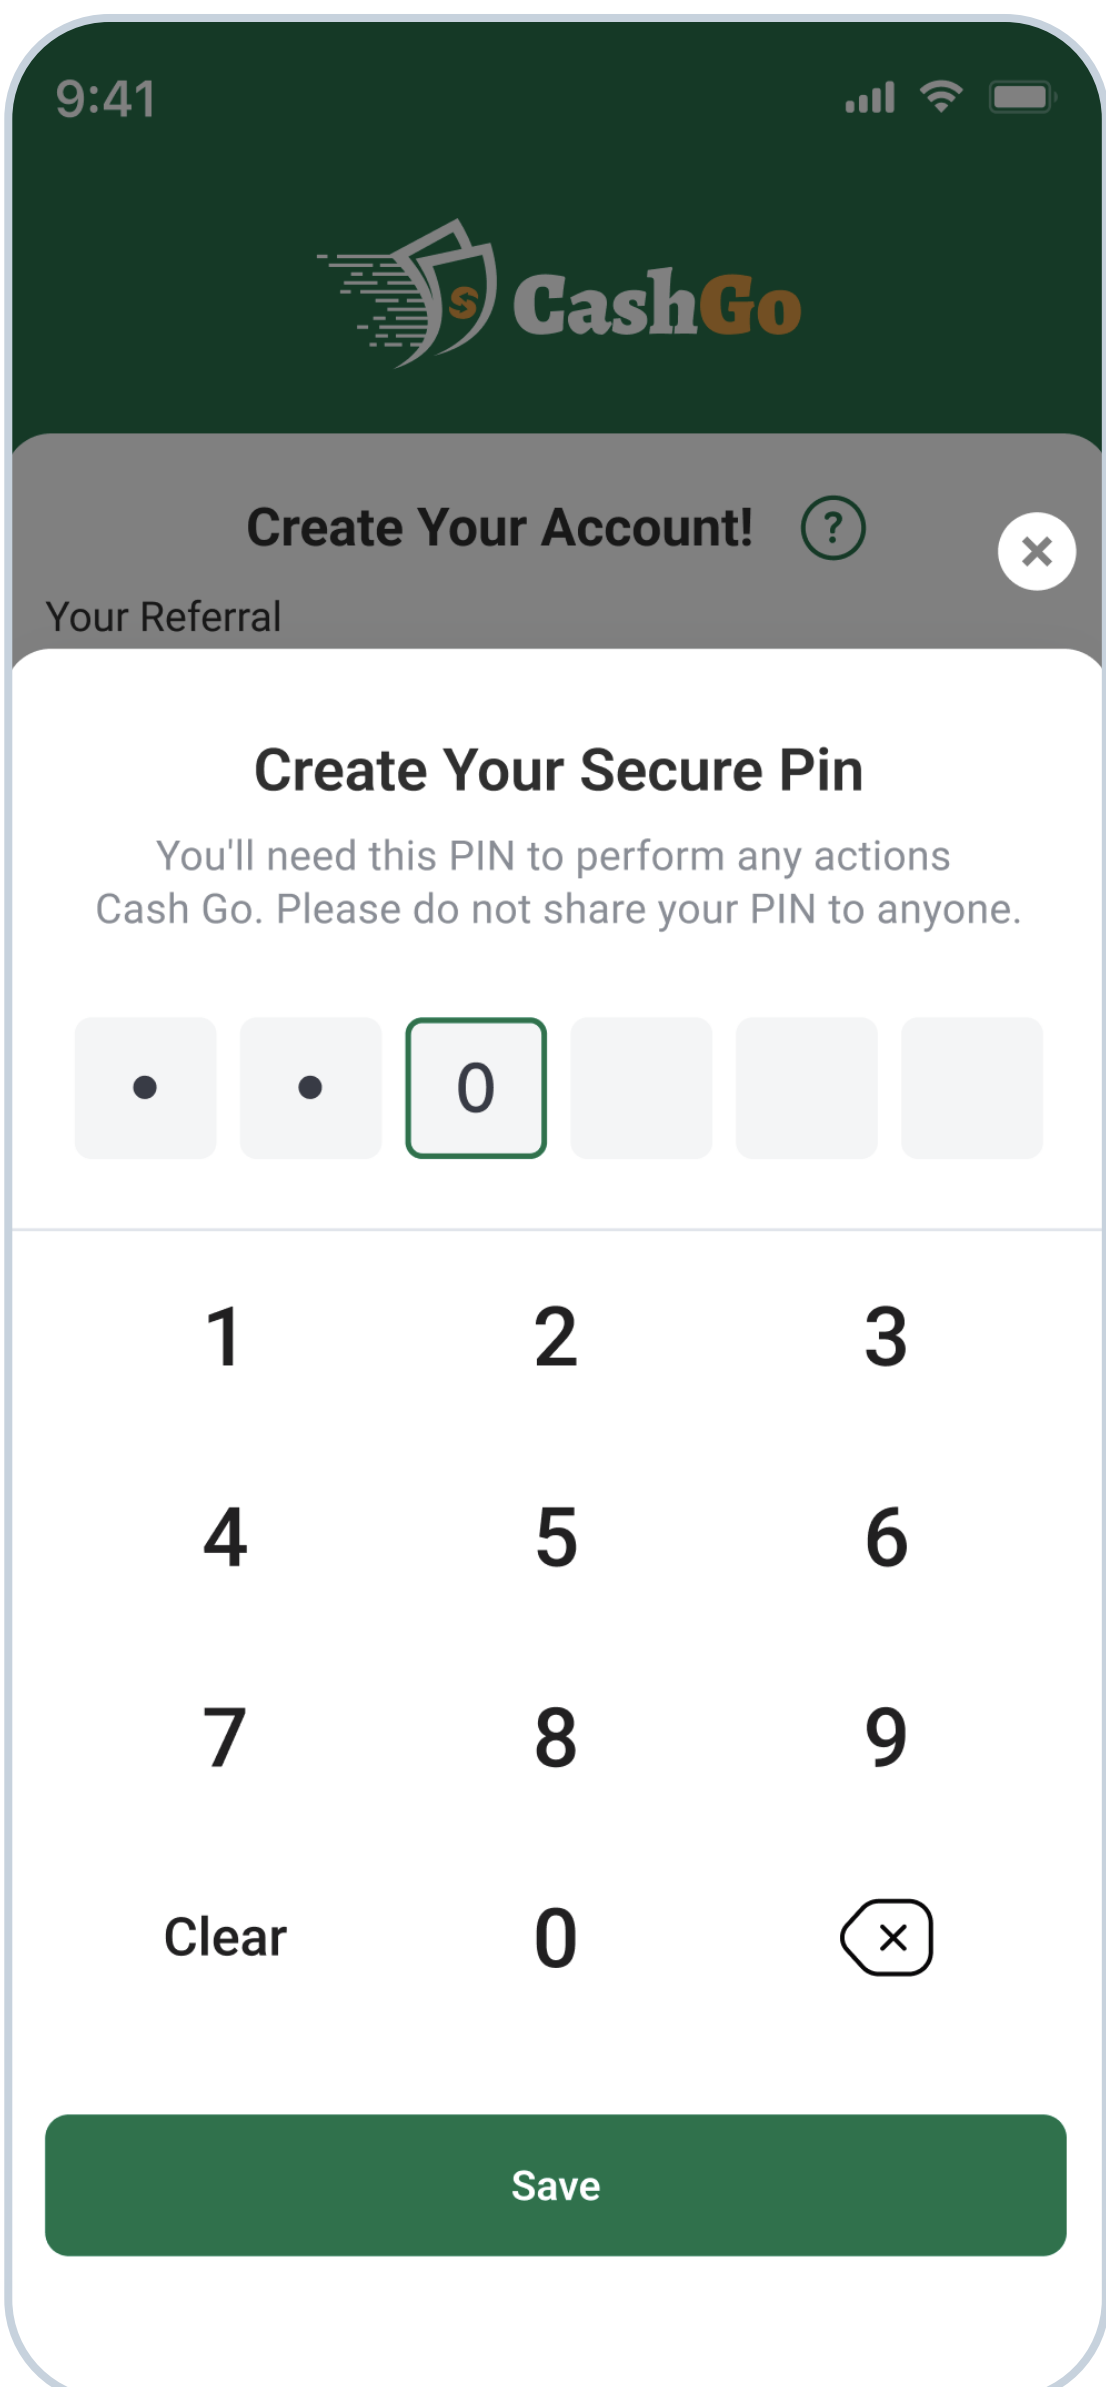 9:41
$ CashGo
Create Your Account! ?
Your Referral
Create Your Secure Pin
You'll need this PIN to perform any actions
Cash Go. Please do not share your PIN to anyone.
0
1 2 3
4 5 6
7 8 9
Clear 0
Save